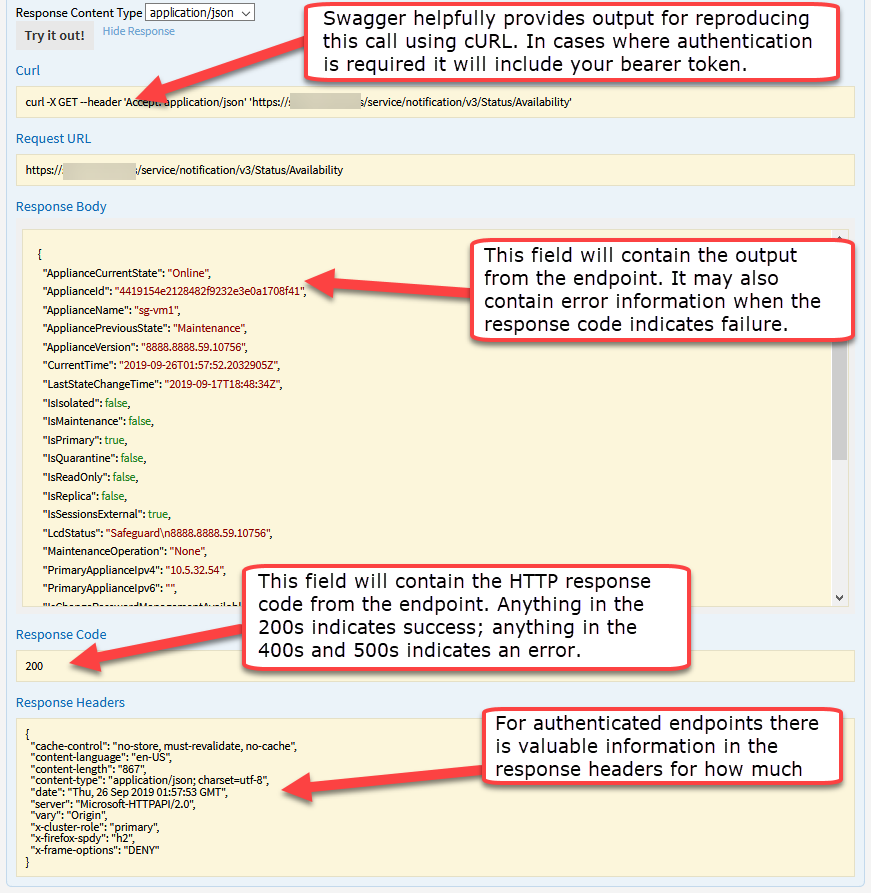 Response Content Type application/json
Try it out! Hide Response
Swagger helpfully provides output for reproducing
this call using cURL. In cases where authentication
is required it will include your bearer token.
Curl
curl -X GET --header 'Accept: application/json' 'https://s s/service/notification/v3/Status/Availability'
Request URL
https:// /service/notification/v3/Status/Availability
Response Body
{
"ApplianceCurrentState": "Online",
"ApplianceId": "4419154e2128482f9232e3e0a1708f41",
"ApplianceName": "sg-vm1",
"AppliancePreviousState": "Maintenance",
"ApplianceVersion": "8888.8888.59.10756",
"CurrentTime": "2019-09-26T01:57:52.2032905Z",
"LastStateChangeTime": "2019-09-17T18:48:34Z",
"IsIsolated": false,
"IsMaintenance": false,
"IsPrimary": true,
"IsQuarantine": false,
"IsReadOnly": false,
"IsReplica": false,
"IsSessionsExternal": true,
"LcdStatus": "Safeguard\n8888.8888.59.10756",
"MaintenanceOperation": "None",
"PrimaryApplianceIpv4": "10.5.32.54",
"PrimaryApplianceIpv6": "",
This field will contain the output
from the endpoint. It may also
contain error information when the
response code indicates failure.
This field will contain the HTTP response
code from the endpoint. Anything in the
200s indicates success; anything in the
400s and 500s indicates an error.
Response Code
200
Response Headers
{
"cache-control": "no-store, must-revalidate, no-cache",
"content-language": "en-US",
"content-length": "867",
"content-type": "application/json; charset=utf-8",
"date": "Thu, 26 Sep 2019 01:57:53 GMT",
"server": "Microsoft-HTTPAPI/2.0",
"vary": "Origin",
"x-cluster-role": "primary",
"x-firefox-spdy": "h2",
"x-frame-options": "DENY"
}
For authenticated endpoints there
is valuable information in the
response headers for how much